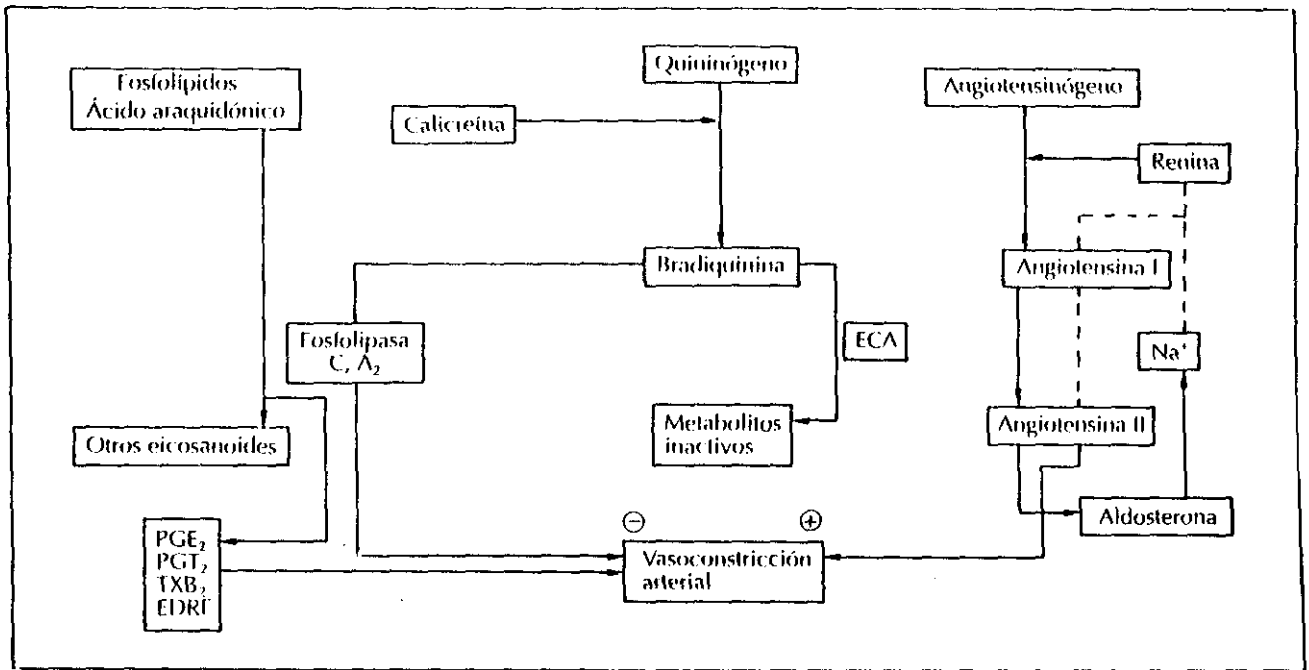 Fosfolípidos
Ácido araquidónico
Quininógeno
Angiotensinógeno
Calicreína
Renina
Bradiquinina
Angiotensina I
Fosfolipasa
C, A₂
ECA
Na⁺
Otros eicosanoides
Metabolitos
inactivos
Angiotensina II
Aldosterona
PGE₂
PGT₂
TXB₂
EDRF
⊖
⊕
Vasoconstricción
arterial